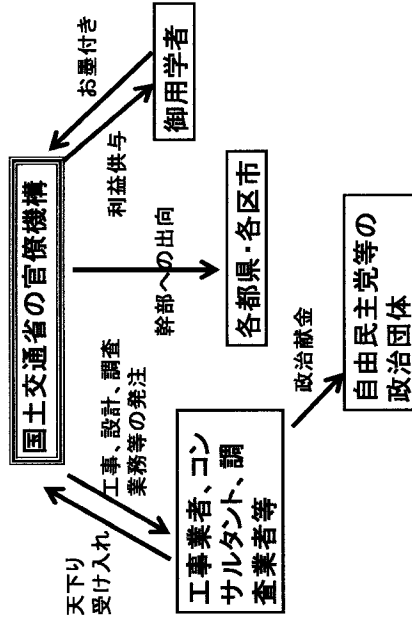 国土交通省の官僚機構
お墨付き
利益供与
御用学者
天下り
受け入れ
工事、設計、調査
業務等の発注
幹部への出向
工事業者、コン
サルタント、調
査業者等
各都県・各区市
政治献金
自由民主党等の
政治団体